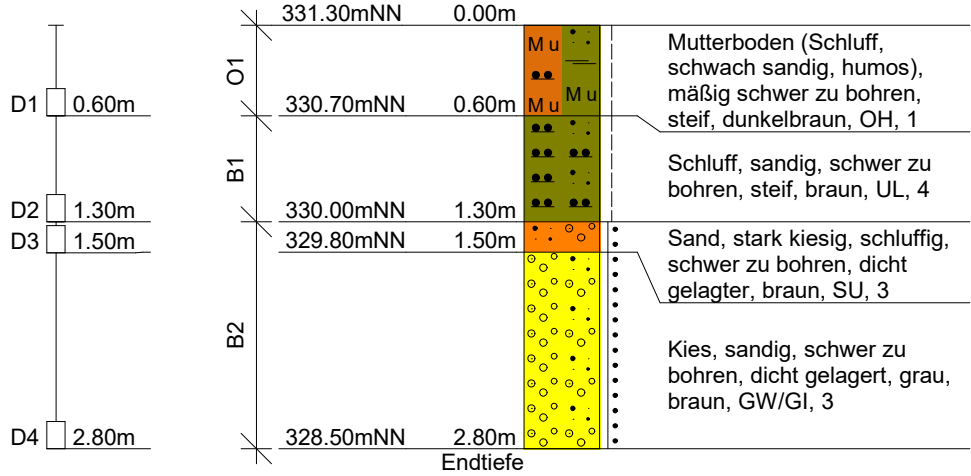 331.30mNN 0.00m
O1
Mu
Mu
Mu
D1 0.60m
330.70mNN 0.60m
Mutterboden (Schluff,
schwach sandig, humos),
mäßig schwer zu bohren,
steif, dunkelbraun, OH, 1
B1
Schluff, sandig, schwer zu
bohren, steif, braun, UL, 4
D2 1.30m
330.00mNN 1.30m
D3 1.50m
329.80mNN 1.50m
Sand, stark kiesig, schluffig,
schwer zu bohren, dicht
gelagter, braun, SU, 3
B2
Kies, sandig, schwer zu
bohren, dicht gelagert, grau,
braun, GW/GI, 3
D4 2.80m
328.50mNN 2.80m
Endtiefe